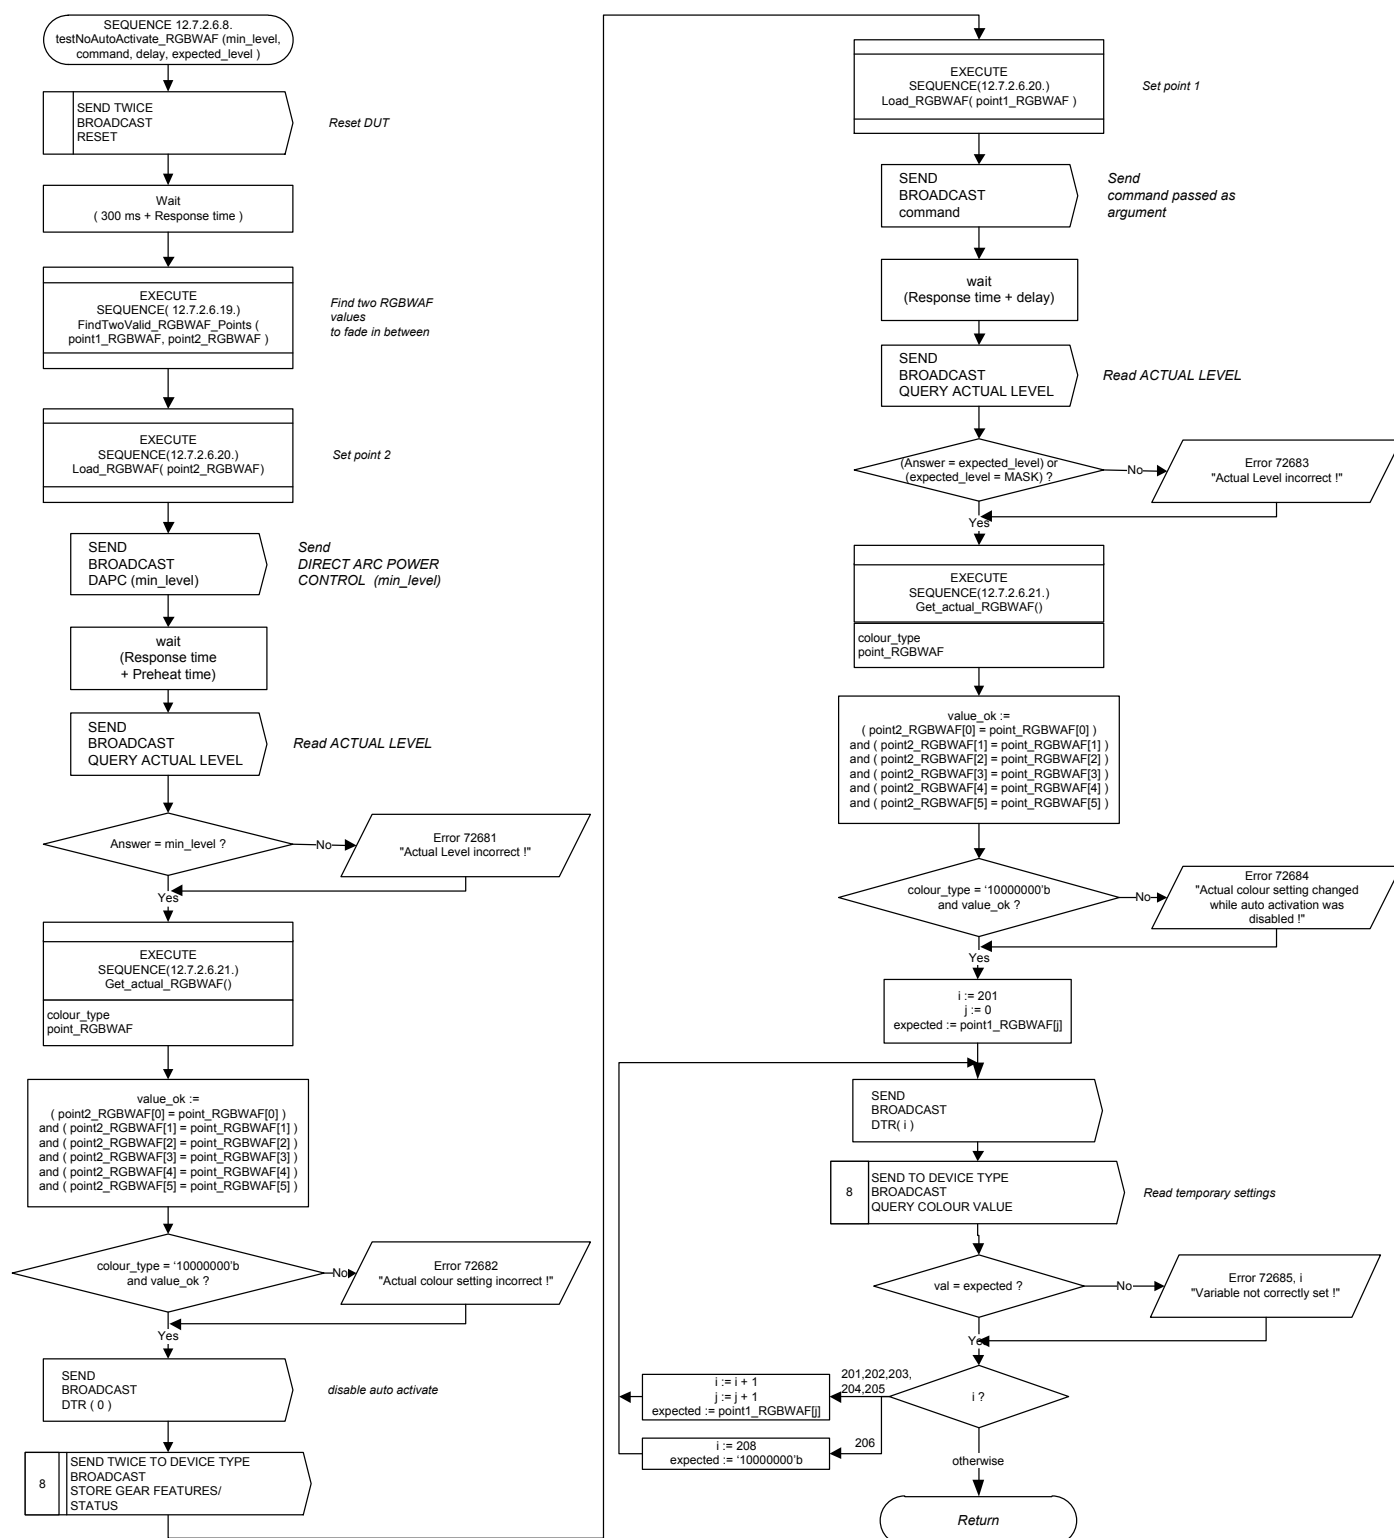 SEQUENCE 12.7.2.6.8.
testNoAutoActivate_RGBWAF (min_level,
command, delay, expected_level )
SEND TWICE
BROADCAST
RESET
Reset DUT
Wait
( 300 ms + Response time )
EXECUTE
SEQUENCE( 12.7.2.6.19.)
FindTwoValid_RGBWAF_Points (
point1_RGBWAF, point2_RGBWAF )
Find two RGBWAF
values
to fade in between
EXECUTE
SEQUENCE(12.7.2.6.20.)
Load_RGBWAF( point2_RGBWAF)
Set point 2
SEND
BROADCAST
DAPC (min_level)
Send
DIRECT ARC POWER
CONTROL (min_level)
wait
(Response time
+ Preheat time)
SEND
BROADCAST
QUERY ACTUAL LEVEL
Read ACTUAL LEVEL
Answer = min_level ?
No
Error 72681
"Actual Level incorrect !"
Yes
EXECUTE
SEQUENCE(12.7.2.6.21.)
Get_actual_RGBWAF()
colour_type
point_RGBWAF
value_ok :=
( point2_RGBWAF[0] = point_RGBWAF[0] )
and ( point2_RGBWAF[1] = point_RGBWAF[1] )
and ( point2_RGBWAF[2] = point_RGBWAF[2] )
and ( point2_RGBWAF[3] = point_RGBWAF[3] )
and ( point2_RGBWAF[4] = point_RGBWAF[4] )
and ( point2_RGBWAF[5] = point_RGBWAF[5] )
colour_type = ‘10000000’b
and value_ok ?
No
Error 72682
"Actual colour setting incorrect !"
Yes
SEND
BROADCAST
DTR ( 0 )
disable auto activate
8
SEND TWICE TO DEVICE TYPE
BROADCAST
STORE GEAR FEATURES/
STATUS
EXECUTE
SEQUENCE(12.7.2.6.20.)
Load_RGBWAF( point1_RGBWAF )
Set point 1
SEND
BROADCAST
command
Send
command passed as
argument
wait
(Response time + delay)
SEND
BROADCAST
QUERY ACTUAL LEVEL
Read ACTUAL LEVEL
(Answer = expected_level) or
(expected_level = MASK) ?
No
Error 72683
"Actual Level incorrect !"
Yes
EXECUTE
SEQUENCE(12.7.2.6.21.)
Get_actual_RGBWAF()
colour_type
point_RGBWAF
value_ok :=
( point2_RGBWAF[0] = point_RGBWAF[0] )
and ( point2_RGBWAF[1] = point_RGBWAF[1] )
and ( point2_RGBWAF[2] = point_RGBWAF[2] )
and ( point2_RGBWAF[3] = point_RGBWAF[3] )
and ( point2_RGBWAF[4] = point_RGBWAF[4] )
and ( point2_RGBWAF[5] = point_RGBWAF[5] )
colour_type = ‘10000000’b
and value_ok ?
No
Error 72684
"Actual colour setting changed
while auto activation was
disabled !"
Yes
i := 201
j := 0
expected := point1_RGBWAF[j]
SEND
BROADCAST
DTR( i )
8
SEND TO DEVICE TYPE
BROADCAST
QUERY COLOUR VALUE
Read temporary settings
val = expected ?
No
Error 72685, i
"Variable not correctly set !"
Yes
i ?
201,202,203,
204,205
i := i + 1
j := j + 1
expected := point1_RGBWAF[j]
206
i := 208
expected := ‘10000000’b
otherwise
Return